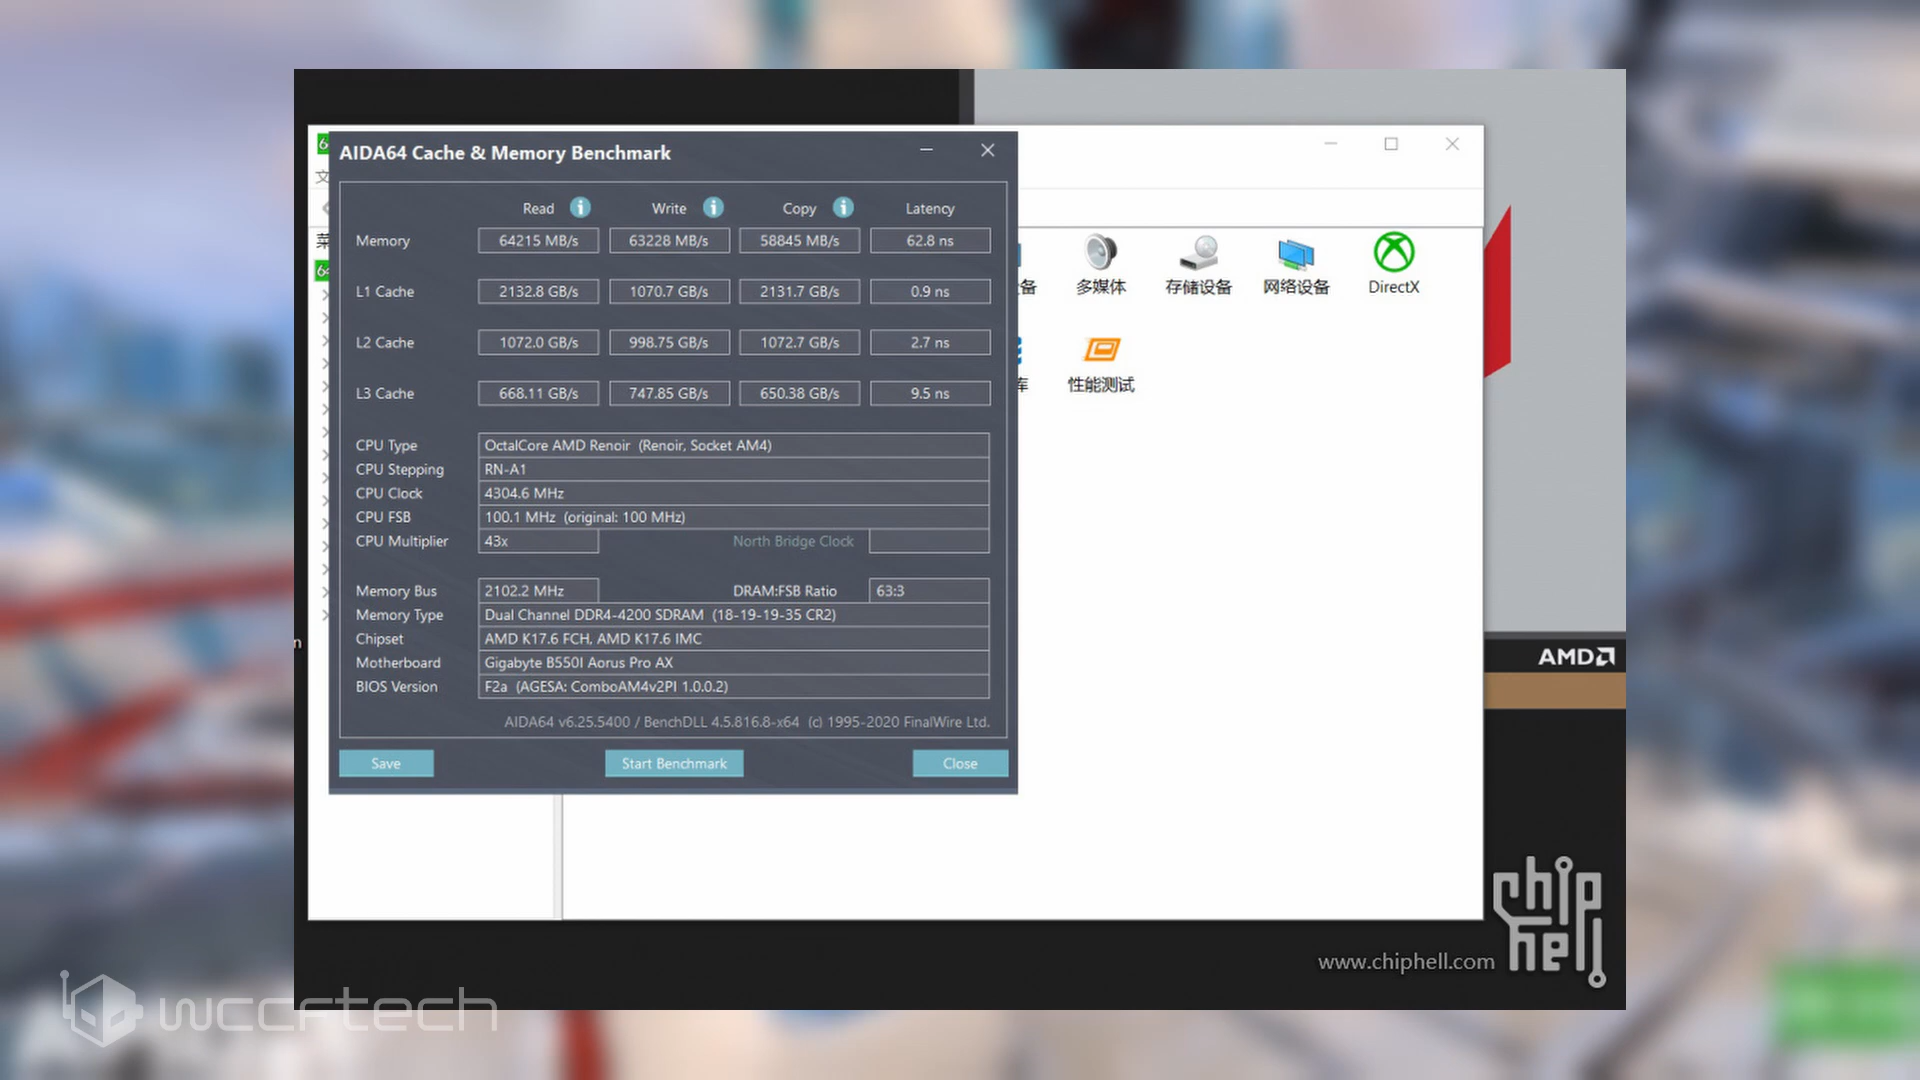 AIDA64 Cache & Memory Benchmark
Read Write Copy Latency
Memory 64215 MB/s 63228 MB/s 58845 MB/s 62.8 ns
L1 Cache 2132.8 GB/s 1070.7 GB/s 2131.7 GB/s 0.9 ns
L2 Cache 1072.0 GB/s 998.75 GB/s 1072.7 GB/s 2.7 ns
L3 Cache 668.11 GB/s 747.85 GB/s 650.38 GB/s 9.5 ns
CPU Type OctalCore AMD Renoir (Renoir, Socket AM4)
CPU Stepping RN-A1
CPU Clock 4304.6 MHz
CPU FSB 100.1 MHz (original: 100 MHz)
CPU Multiplier 43x North Bridge Clock
Memory Bus 2102.2 MHz DRAM:FSB Ratio 63:3
Memory Type Dual Channel DDR4-4200 SDRAM (18-19-19-35 CR2)
Chipset AMD K17.6 FCH, AMD K17.6 IMC
Motherboard Gigabyte B550I Aorus Pro AX
BIOS Version F2a (AGESA: ComboAM4v2PI 1.0.0.2)
AIDA64 v6.25.5400 / BenchDLL 4.5.816.8-x64 (c) 1995-2020 FinalWire Ltd.
Save Start Benchmark Close
备 多媒体 存储设备 网络设备 DirectX
库 性能测试
AMD
chip
hell
www.chiphell.com
wccftech